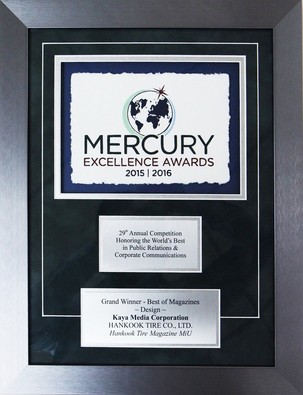 MERCURY
EXCELLENCE AWARDS
2015 | 2016
29th Annual Competition
Honoring the World's Best
in Public Relations &
Corporate Communications
Grand Winner - Best of Magazines
~ Design ~
Kaya Media Corporation
HANKOOK TIRE CO., LTD.
Hankook Tire Magazine MiU